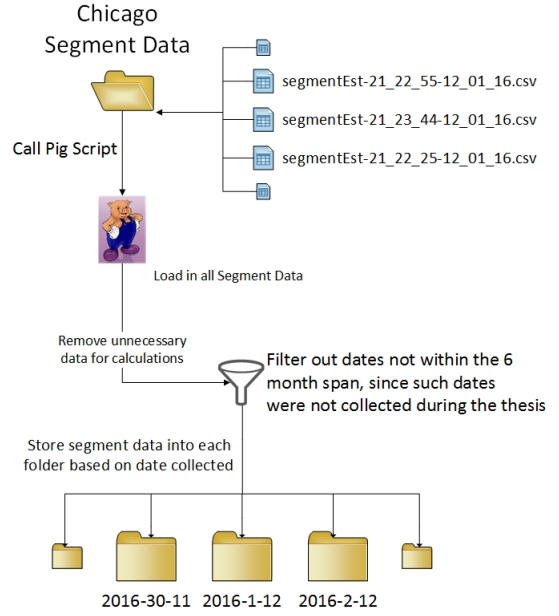 Chicago
Segment Data
segmentEst-21_22_55-12_01_16.csv
segmentEst-21_23_44-12_01_16.csv
segmentEst-21_22_25-12_01_16.csv
Call Pig Script
Load in all Segment Data
Remove unnecessary
data for calculations
Filter out dates not within the 6
month span, since such dates
were not collected during the thesis
Store segment data into each
folder based on date collected
2016-30-11
2016-1-12
2016-2-12